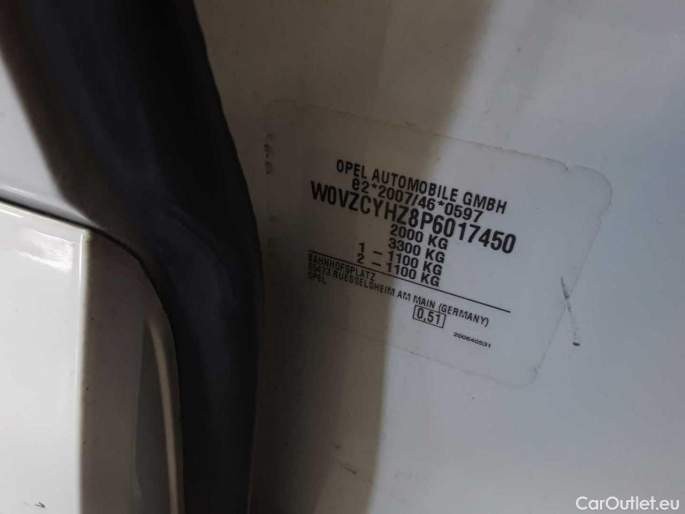 OPEL AUTOMOBILE GMBH
e2*2007/46*0597
W0VZCYHZ8P6017450
2000 KG
3300 KG
1 - 1100 KG
2 - 1100 KG
BAHNHOFSPLATZ
65423 RUESSELSHEIM AM MAIN (GERMANY)
OPEL
0,51
CarOutlet.eu